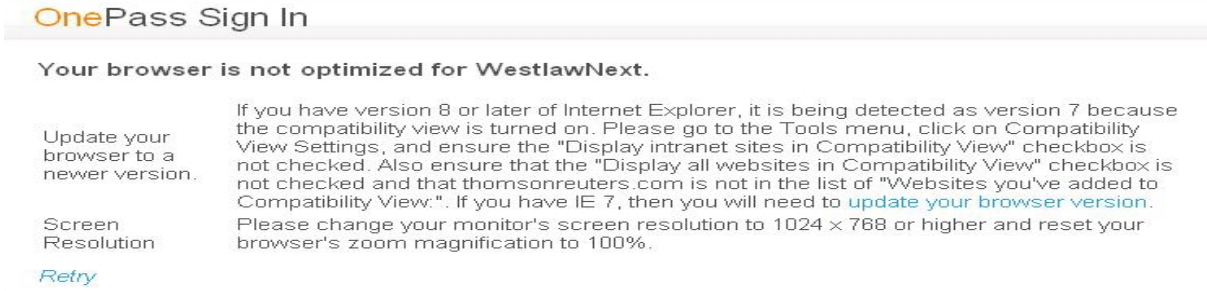 OnePass Sign In
Your browser is not optimized for WestlawNext.
Update your
browser to a
newer version.
If you have version 8 or later of Internet Explorer, it is being detected as version 7 because
the compatibility view is turned on. Please go to the Tools menu, click on Compatibility
View Settings, and ensure the "Display intranet sites in Compatibility View" checkbox is
not checked. Also ensure that the "Display all websites in Compatibility View" checkbox is
not checked and that thomsonreuters.com is not in the list of "Websites you've added to
Compatibility View:". If you have IE 7, then you will need to update your browser version.
Screen
Resolution
Please change your monitor's screen resolution to 1024 x 768 or higher and reset your
browser's zoom magnification to 100%.
Retry